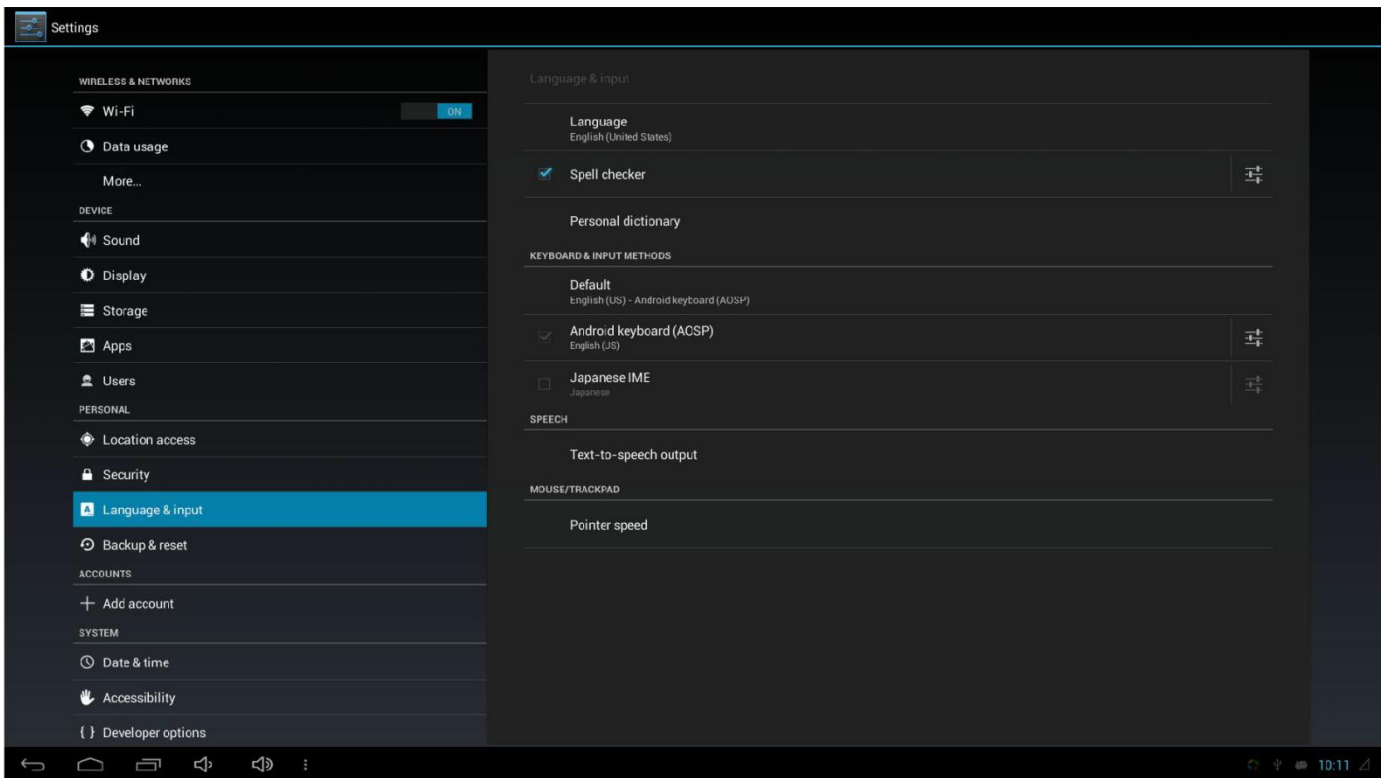 Settings
WIRELESS & NETWORKS
Wi-Fi
ON
Data usage
More...
DEVICE
Sound
Display
Storage
Apps
Users
PERSONAL
Location access
Security
Language & input
Backup & reset
ACCOUNTS
Add account
SYSTEM
Date & time
Accessibility
{ } Developer options
Language & input
Language
English (United States)
Spell checker
Personal dictionary
KEYBOARD & INPUT METHODS
Default
English (US) - Android keyboard (AOSP)
Android keyboard (AOSP)
English (US)
Japanese IME
Japanese
SPEECH
Text-to-speech output
MOUSE/TRACKPAD
Pointer speed
10:11